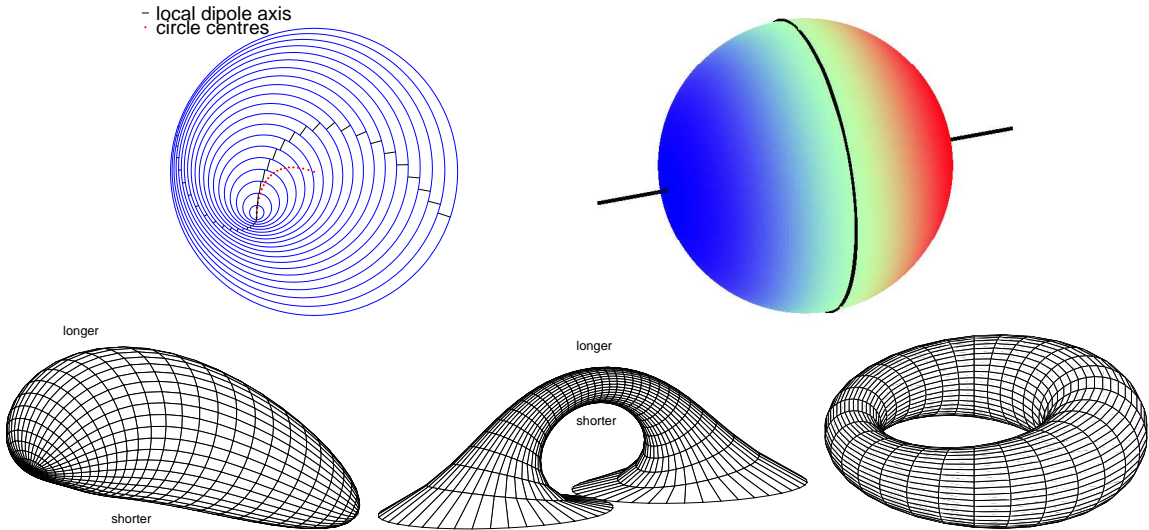 local dipole axis
circle centres
longer
shorter
longer
shorter